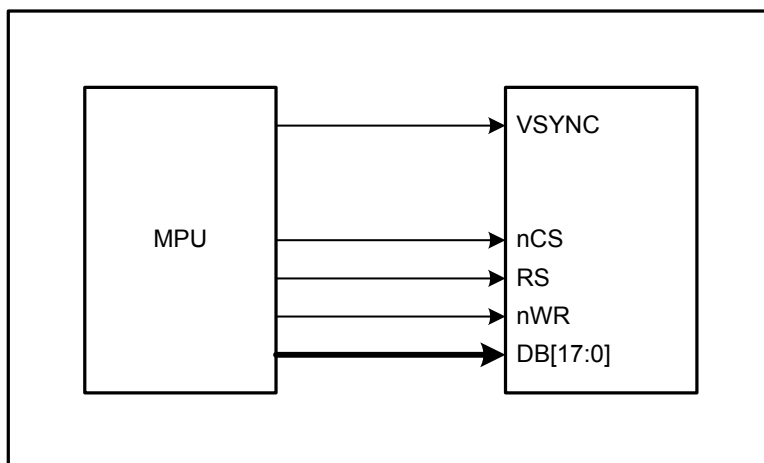 MPU
VSYNC
nCS
RS
nWR
DB[17:0]